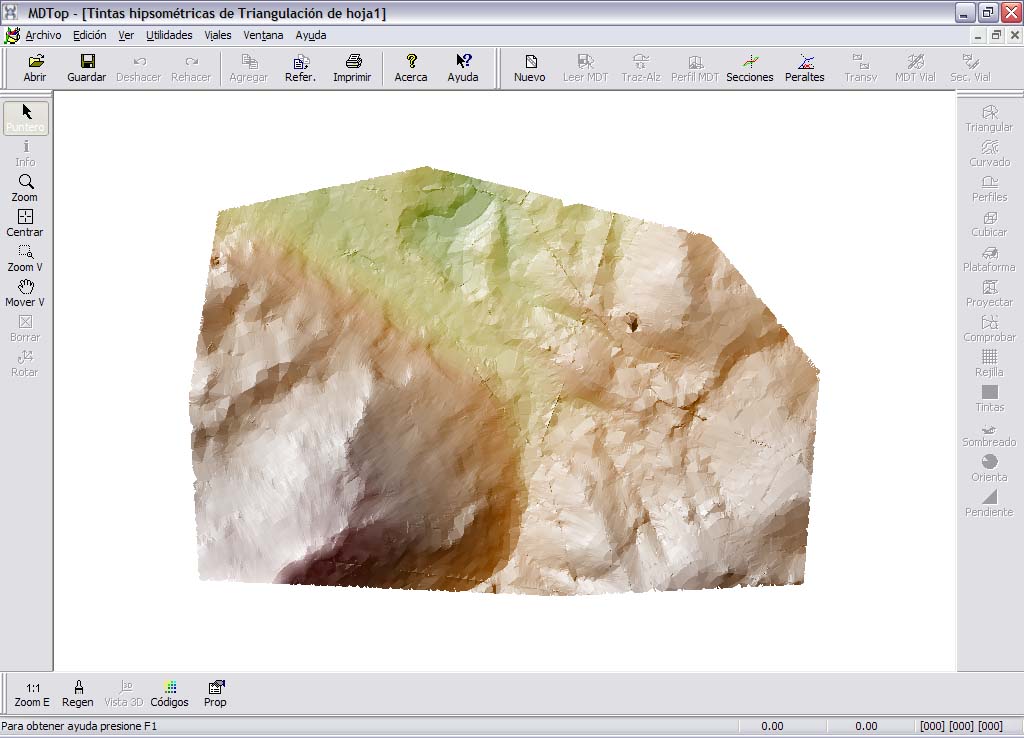 MDTop - [Tintas hipsométricas de Triangulación de hoja1]
Archivo Edición Ver Utilidades Viales Ventana Ayuda
Abrir Guardar Deshacer Rehacer Agregar Refer. Imprimir Acerca Ayuda Nuevo Leer MDT Traz-Alz Perfil MDT Secciones Peraltes Transv MDT Vial Sec. Vial
Puntero
Info
Zoom
Centrar
Zoom V
Mover V
Borrar
Rotar
Triangular
Curvado
Perfiles
Cubicar
Plataforma
Proyectar
Comprobar
Rejilla
Tintas
Sombreado
Orienta
Pendiente
1:1 3D
Zoom E Regen Vista 3D Códigos Prop
Para obtener ayuda presione F1 0.00 0.00 [000] [000] [000]